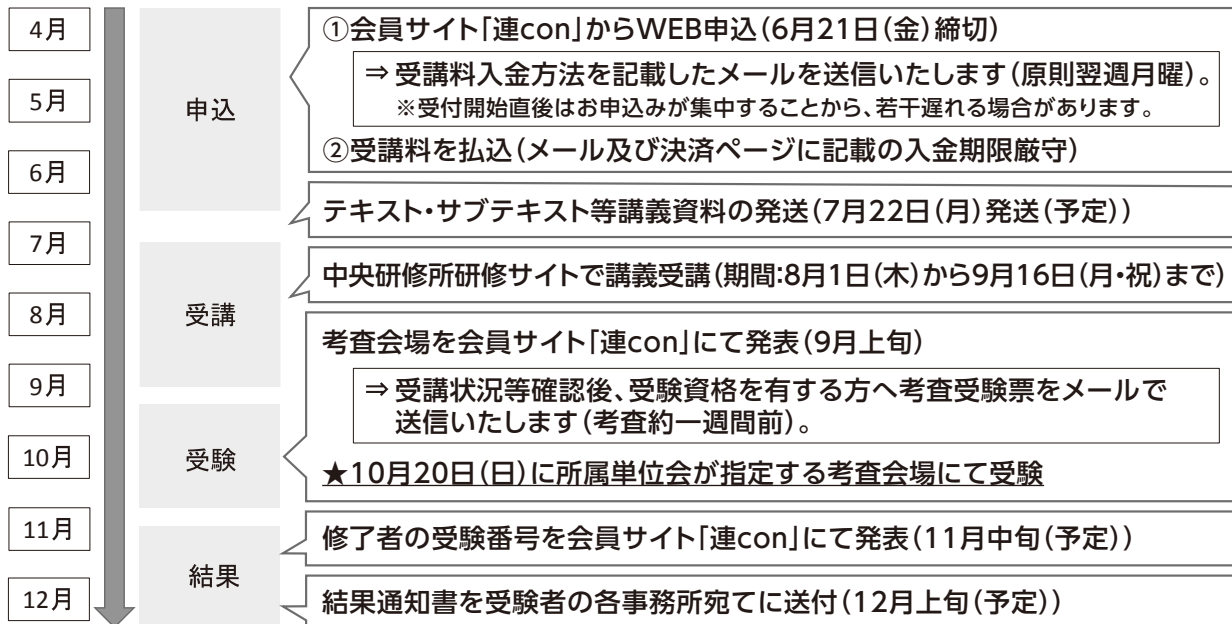 4月
5月
6月
7月
8月
9月
10月
11月
12月
申込
①会員サイト「連con」からWEB申込(6月21日(金)締切)
⇒ 受講料入金方法を記載したメールを送信いたします(原則翌週月曜)。
※受付開始直後はお申込みが集中することから、若干遅れる場合があります。
②受講料を払込(メール及び決済ページに記載の入金期限厳守)
テキスト・サブテキスト等講義資料の発送(7月22日(月)発送(予定))
受講
中央研修所研修サイトで講義受講(期間:8月1日(木)から9月16日(月・祝)まで)
考査会場を会員サイト「連con」にて発表(9月上旬)
⇒ 受講状況等確認後、受験資格を有する方へ考査受験票をメールで
送信いたします(考査約一週間前)。
受験
★10月20日(日)に所属単位会が指定する考査会場にて受験
結果
修了者の受験番号を会員サイト「連con」にて発表(11月中旬(予定))
結果通知書を受験者の各事務所宛てに送付(12月上旬(予定))